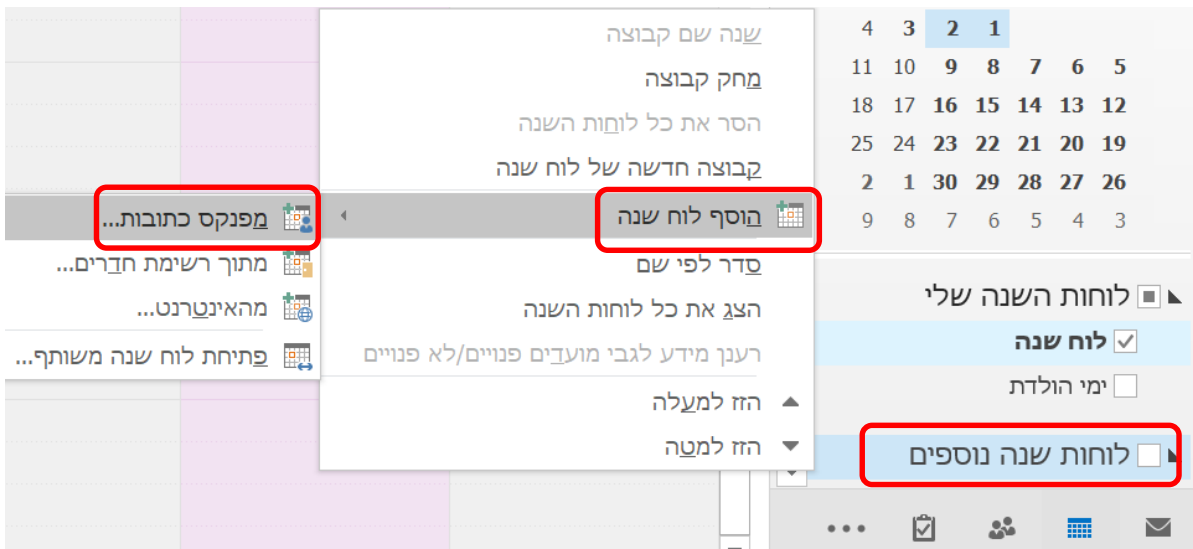 1 2 3 4
5 6 7 8 9 10 11
12 13 14 15 16 17 18
19 20 21 22 23 24 25
26 27 28 29 30 1 2
3 4 5 6 7 8 9
לוחות השנה שלי
לוח שנה
ימי הולדת
לוחות שנה נוספים
שנה שם קבוצה
מחק קבוצה
הסר את כל לוחות השנה
קבוצה חדשה של לוח שנה
הוסף לוח שנה
סדר לפי שם
הצג את כל לוחות השנה
רענן מידע לגבי מועדים פנויים/לא פנויים
הזז למעלה
הזז למטה
מפנקס כתובות...
מתוך רשימת חדרים...
מהאינטרנט...
פתיחת לוח שנה משותף...